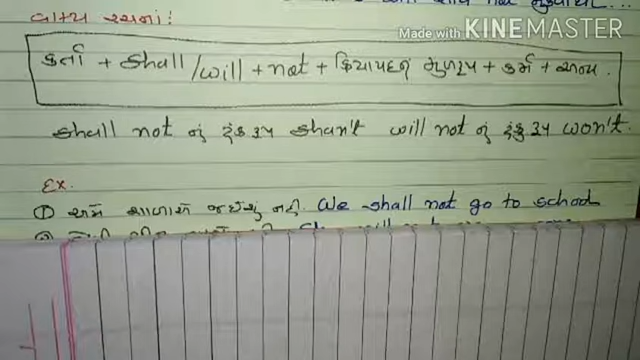 વાક્ય રચનાં:
Made with KINEMASTER
કર્તા + shall /will + not + ક્રિયાપદનું મુળરૂપ + કર્મ + અન્ય.
shall not નું ટુંકુ રૂપ shan't will not નું ટુંકુ રૂપ won't.
Ex.
① અમે શાળાએ જઈશું નહી. We shall not go to school